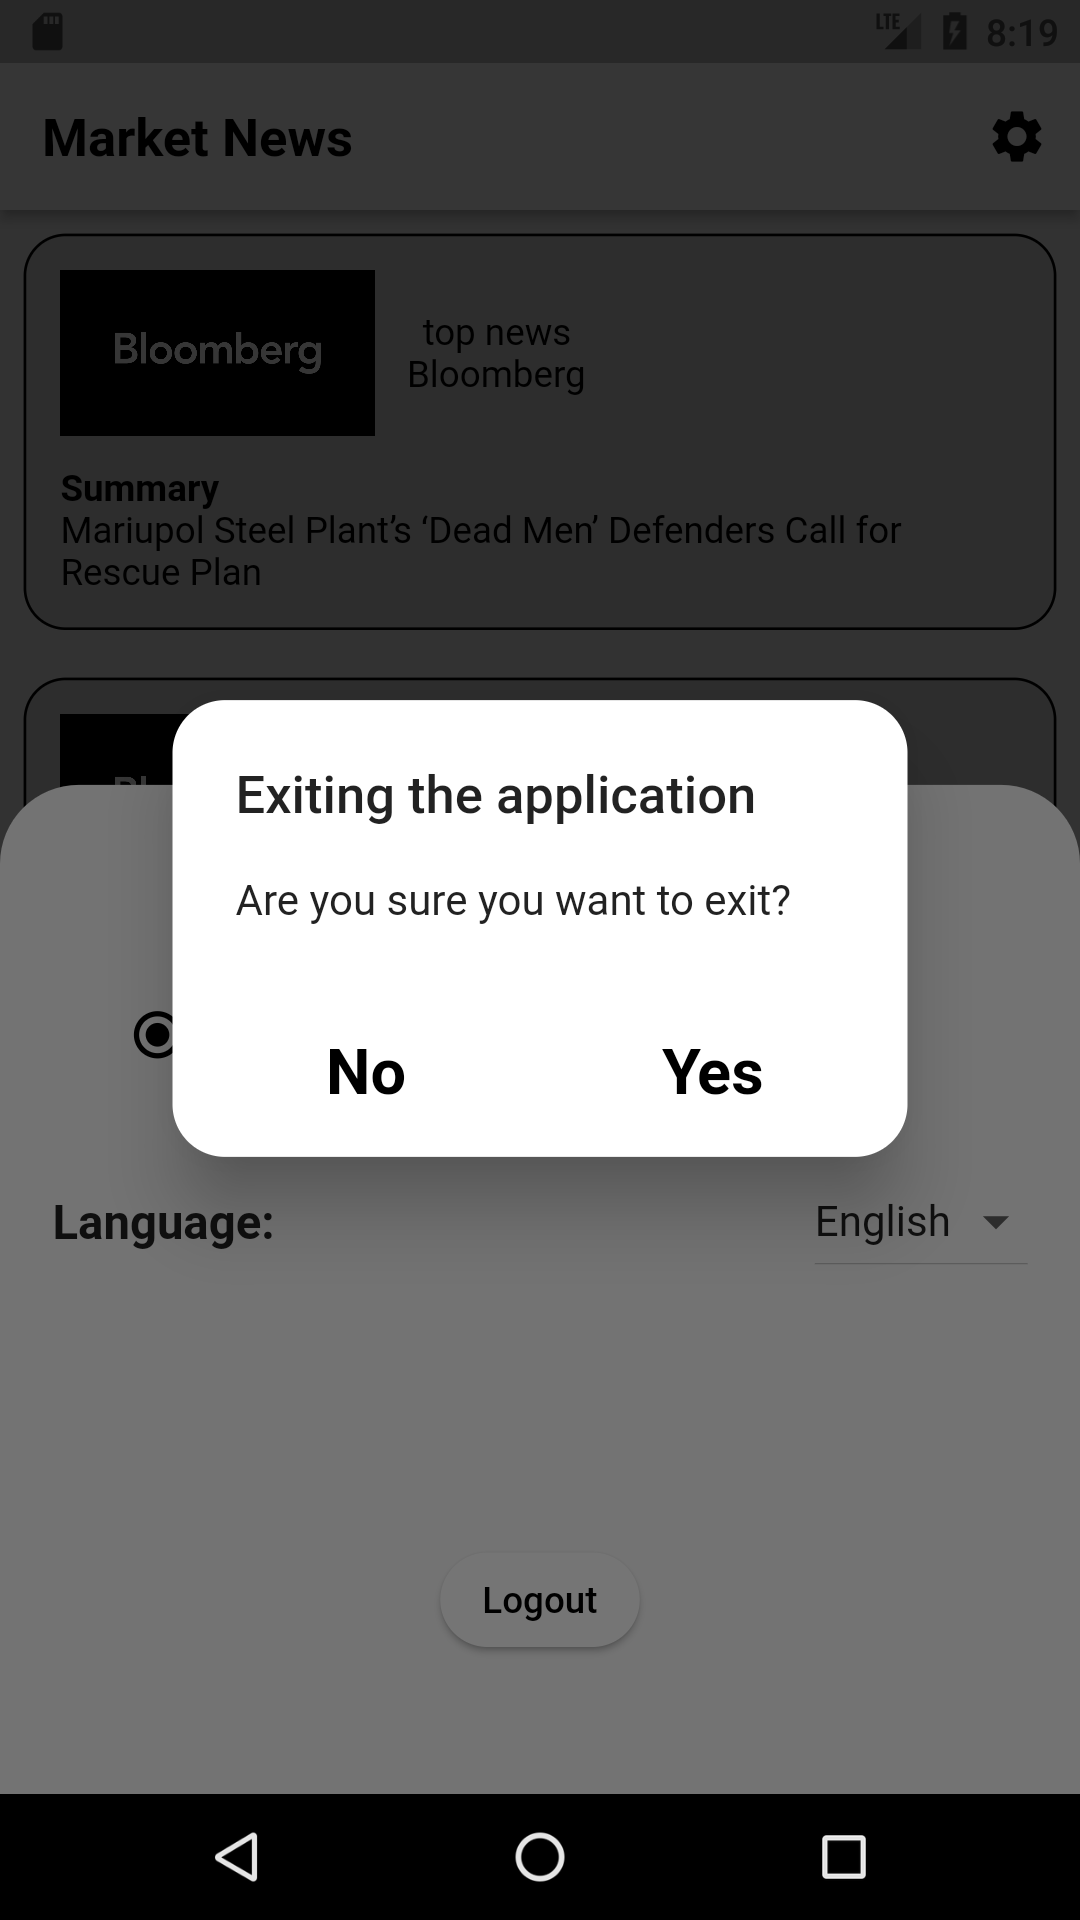 LTE 8:19
Market News
Bloomberg
top news
Bloomberg
Summary
Mariupol Steel Plant’s ‘Dead Men’ Defenders Call for
Rescue Plan
Exiting the application
Are you sure you want to exit?
No Yes
Language: English
Logout